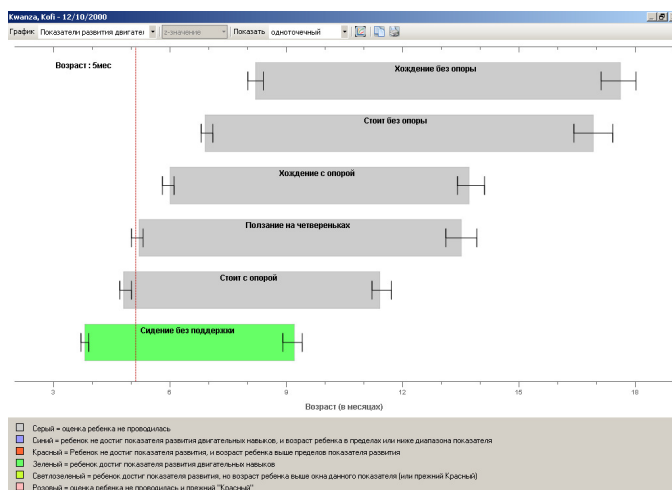 Kwanza, Kofi - 12/10/2000
График Показатели развития двигател z-значение Показать одноточечный
Возраст : 5мес
Хождение без опоры
Стоит без опоры
Хождение с опорой
Ползание на четвереньках
Стоит с опорой
Сидение без поддержки
3 6 9 12 15 18
Возраст (в месяцах)
Серый = оценка ребенка не проводилась
Синий = ребенок не достиг показателя развития двигательных навыков, и возраст ребенка в пределах или ниже диапазона показателя
Красный = Ребенок не достиг показателя развития, и возраст ребенка выше пределов показателя развития
Зеленый = ребенок достиг показателя развития двигательных навыков
Светлозеленый = ребенок достиг показателя развития, но возраст ребенка выше окна данного показателя (или прежний Красный)
Розовый = оценка ребенка не проводилась и прежний "Красный"